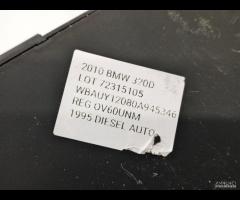 2010 BMW 320D
LOT 72315105
WBAUY12080A945346
REG OV60UNM
1995 DIESEL AUTO